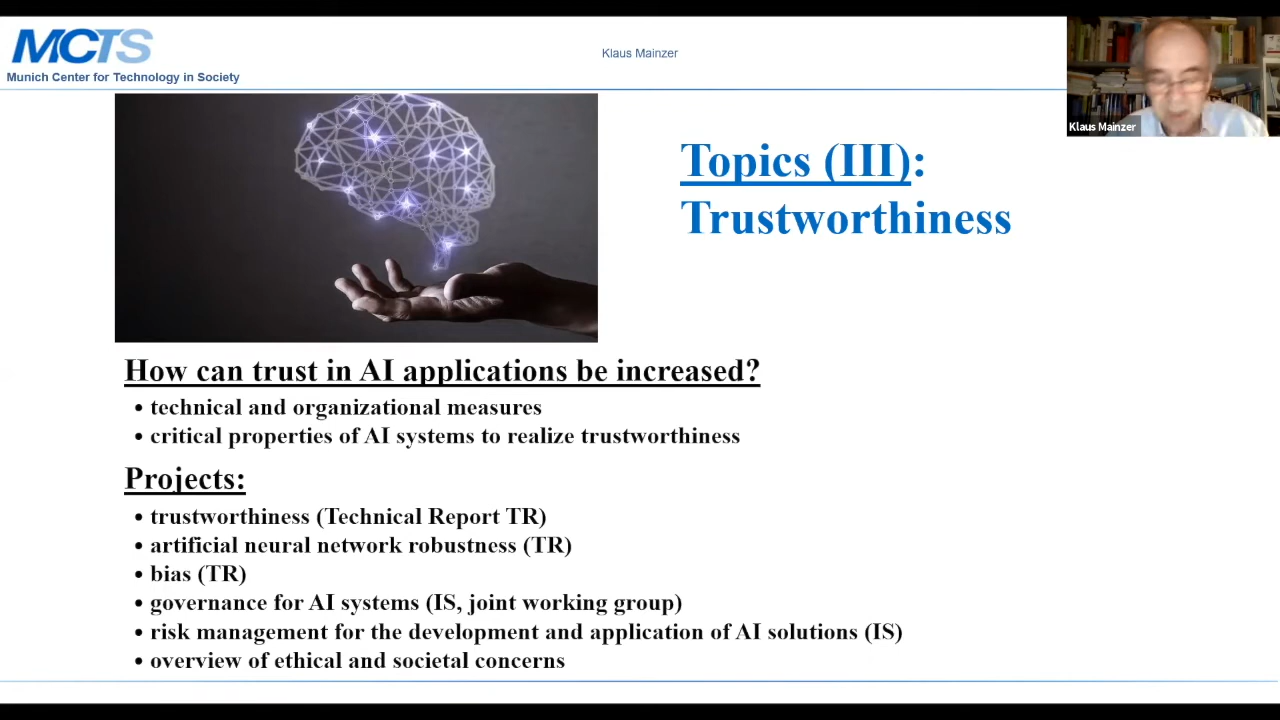 MCTS
Munich Center for Technology in Society
Klaus Mainzer
Klaus Mainzer
Topics (III):
Trustworthiness
How can trust in AI applications be increased?
• technical and organizational measures
• critical properties of AI systems to realize trustworthiness
Projects:
• trustworthiness (Technical Report TR)
• artificial neural network robustness (TR)
• bias (TR)
• governance for AI systems (IS, joint working group)
• risk management for the development and application of AI solutions (IS)
• overview of ethical and societal concerns